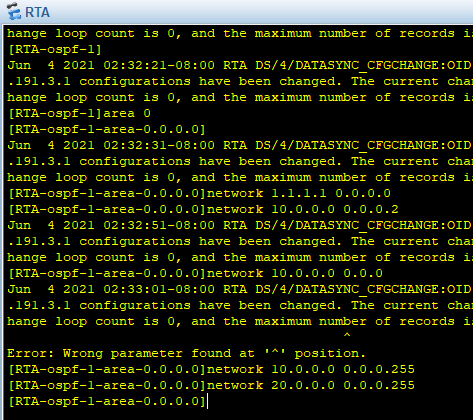 RTA
hange loop count is 0, and the maximum number of records i
[RTA-ospf-1]
Jun  4 2021 02:32:21-08:00 RTA DS/4/DATASYNC_CFGCHANGE:OID
.191.3.1 configurations have been changed. The current chan
hange loop count is 0, and the maximum number of records i
[RTA-ospf-1]area 0
[RTA-ospf-1-area-0.0.0.0]
Jun  4 2021 02:32:31-08:00 RTA DS/4/DATASYNC_CFGCHANGE:OID
.191.3.1 configurations have been changed. The current chan
hange loop count is 0, and the maximum number of records i
[RTA-ospf-1-area-0.0.0.0]network 1.1.1.1 0.0.0.0
[RTA-ospf-1-area-0.0.0.0]network 10.0.0.0 0.0.0.2
Jun  4 2021 02:32:51-08:00 RTA DS/4/DATASYNC_CFGCHANGE:OID
.191.3.1 configurations have been changed. The current chan
hange loop count is 0, and the maximum number of records i
[RTA-ospf-1-area-0.0.0.0]network 10.0.0.0 0.0.0
Jun  4 2021 02:33:01-08:00 RTA DS/4/DATASYNC_CFGCHANGE:OID
.191.3.1 configurations have been changed. The current chan
hange loop count is 0, and the maximum number of records i
^
Error: Wrong parameter found at '^' position.
[RTA-ospf-1-area-0.0.0.0]network 10.0.0.0 0.0.0.255
[RTA-ospf-1-area-0.0.0.0]network 20.0.0.0 0.0.0.255
[RTA-ospf-1-area-0.0.0.0]